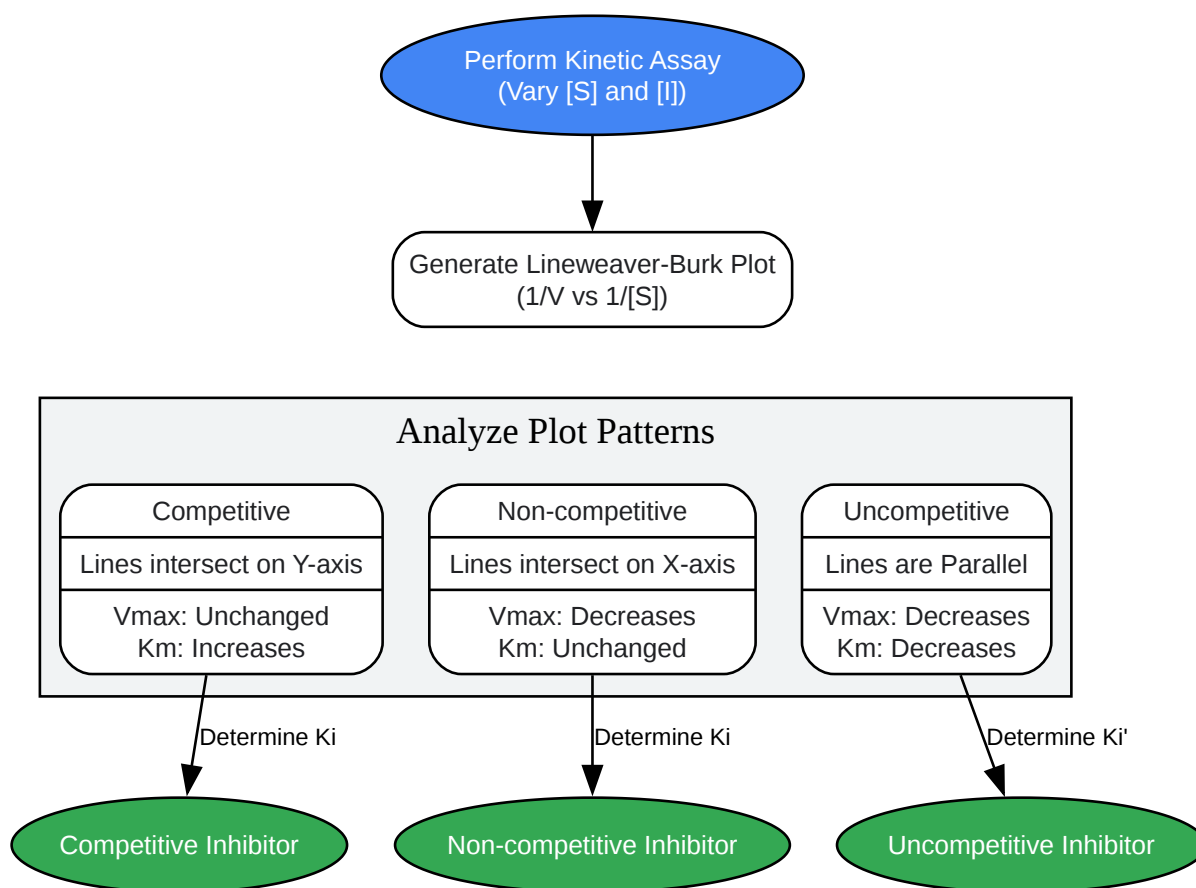 Perform Kinetic Assay
(Vary [S] and [I])
Generate Lineweaver-Burk Plot
(1/V vs 1/[S])
Analyze Plot Patterns
Competitive
Lines intersect on Y-axis
Vmax: Unchanged
Km: Increases
Non-competitive
Lines intersect on X-axis
Vmax: Decreases
Km: Unchanged
Uncompetitive
Lines are Parallel
Vmax: Decreases
Km: Decreases
Determine Ki
Determine Ki
Determine Ki'
Competitive Inhibitor
Non-competitive Inhibitor
Uncompetitive Inhibitor